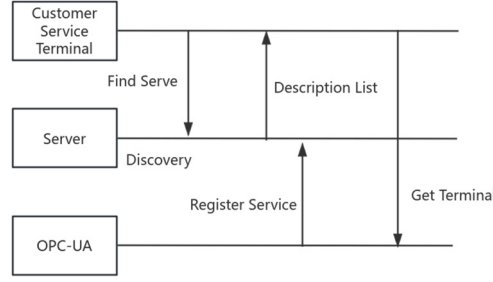 Customer
Service
Terminal
Find Serve
Description List
Server
Discovery
Register Service
Get Termina
OPC-UA